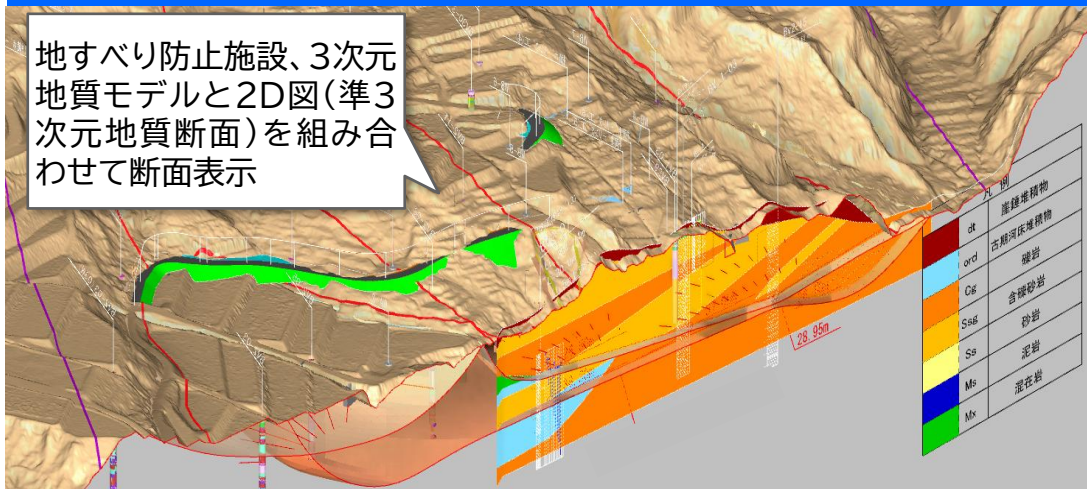 地すべり防止施設、3次元
地質モデルと2D図(準3
次元地質断面)を組み合
わせて断面表示
凡 例
dt 崖錐堆積物
ord 古期河床堆積物
Cg 礫岩
Ssg 含礫砂岩
Ss 砂岩
Ms 泥岩
Mx 混在岩
28.95m